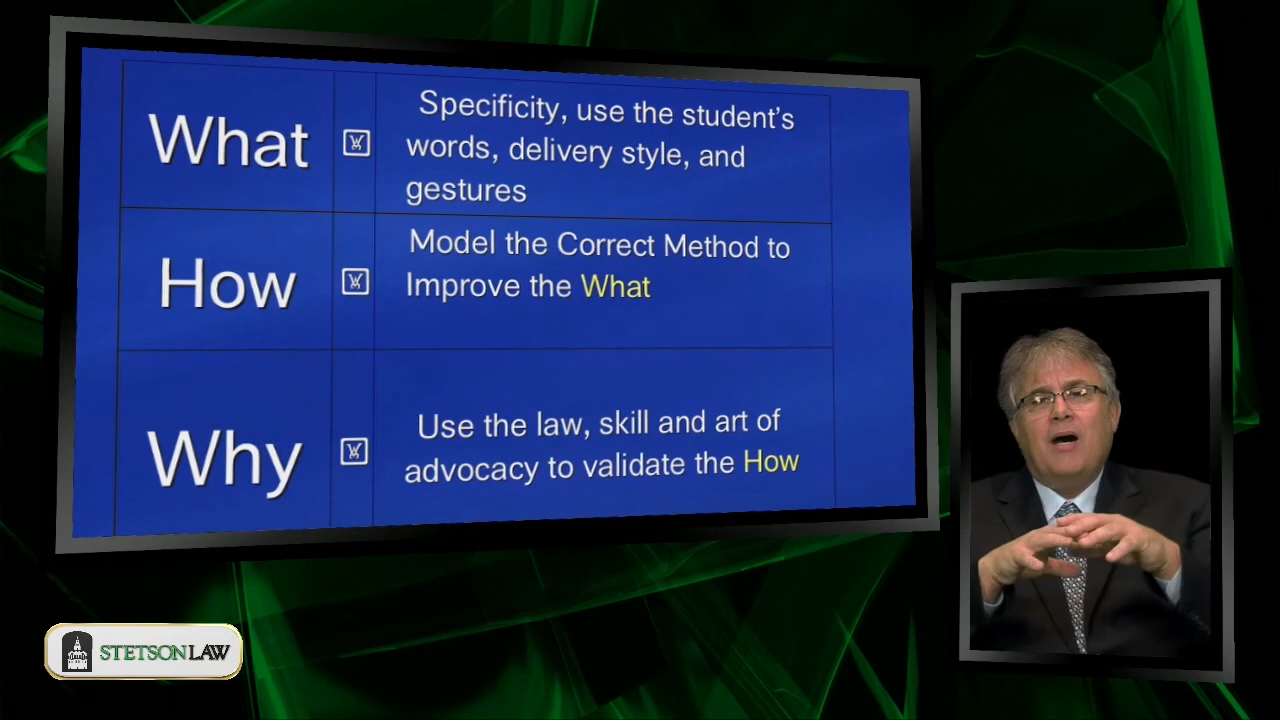 What
Specificity, use the student's
words, delivery style, and
gestures
How
Model the Correct Method to
Improve the What
Why
Use the law, skill and art of
advocacy to validate the How
STETSONLAW